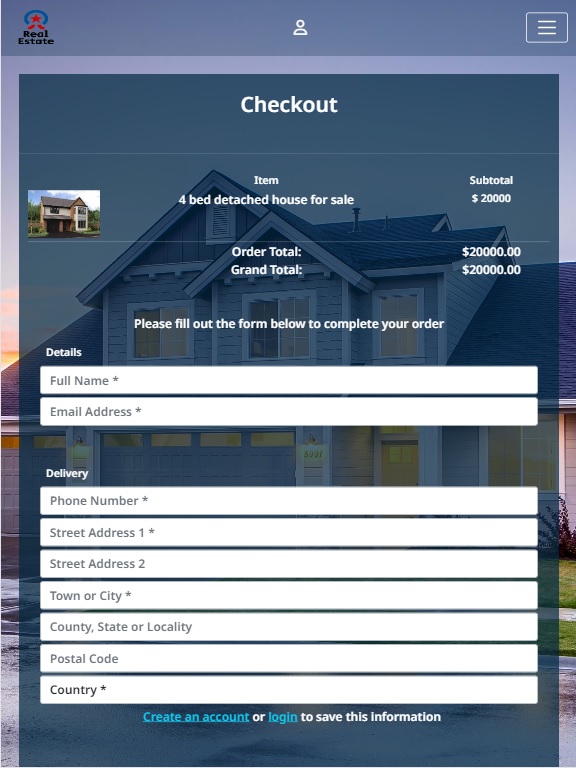 Real
Estate
Checkout
Item Subtotal
4 bed detached house for sale $ 20000
Order Total: $20000.00
Grand Total: $20000.00
Please fill out the form below to complete your order
Details
Full Name *
Email Address *
Delivery
Phone Number *
Street Address 1 *
Street Address 2
Town or City *
County, State or Locality
Postal Code
Country *
Create an account or login to save this information